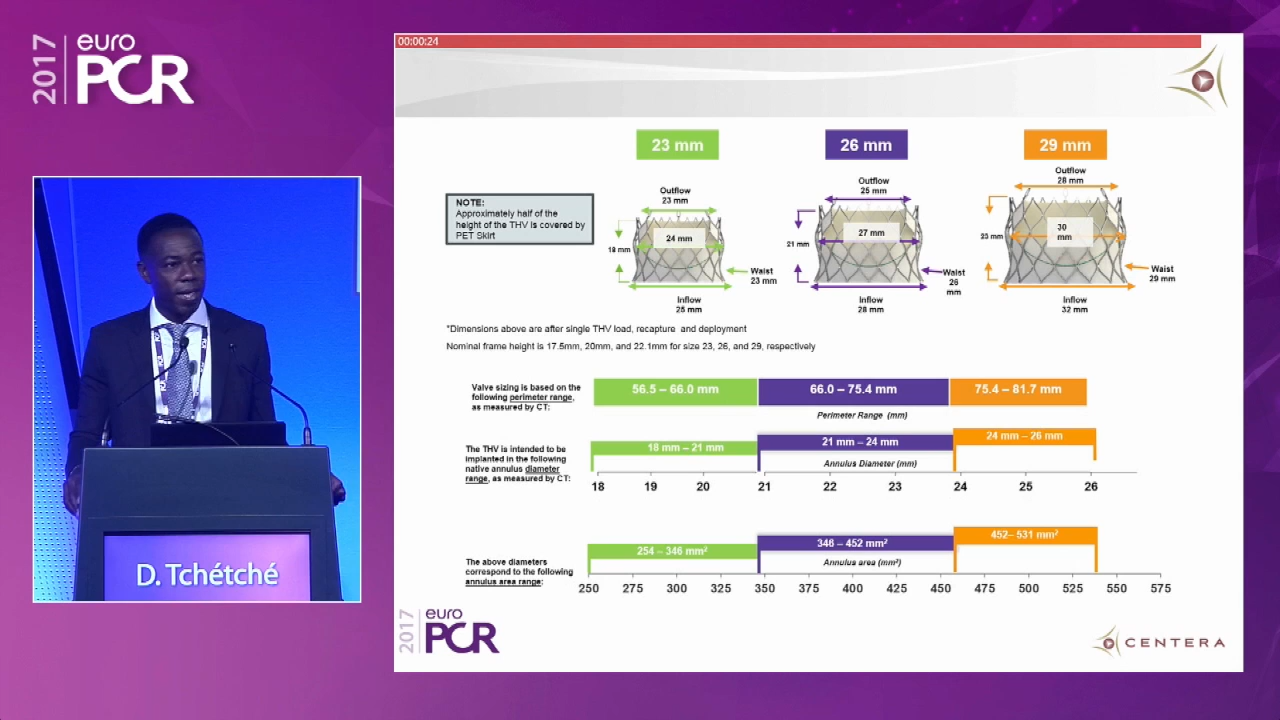 2017
euro
PCR
D. Tchétché
00:00:24
23 mm
26 mm
29 mm
NOTE:
Approximately half of the
height of the THV is covered by
PET Skirt
Outflow
23 mm
18 mm
24 mm
Waist
23 mm
Inflow
25 mm
Outflow
25 mm
21 mm
27 mm
Waist
26
mm
Inflow
28 mm
Outflow
28 mm
23 mm
30
mm
Waist
29 mm
Inflow
32 mm
*Dimensions above are after single THV load, recapture and deployment
Nominal frame height is 17.5mm, 20mm, and 22.1mm for size 23, 26, and 29, respectively
Valve sizing is based on the
following perimeter range,
as measured by CT:
56.5 – 66.0 mm
66.0 – 75.4 mm
75.4 – 81.7 mm
Perimeter Range (mm)
The THV is intended to be
implanted in the following
native annulus diameter
range, as measured by CT:
18 mm – 21 mm
21 mm – 24 mm
24 mm – 26 mm
Annulus Diameter (mm)
18 19 20 21 22 23 24 25 26
The above diameters
correspond to the following
annulus area range:
254 – 346 mm²
346 – 452 mm²
452– 531 mm²
Annulus area (mm²)
250 275 300 325 350 375 400 425 450 475 500 525 550 575
2017
euro
PCR
CENTERA